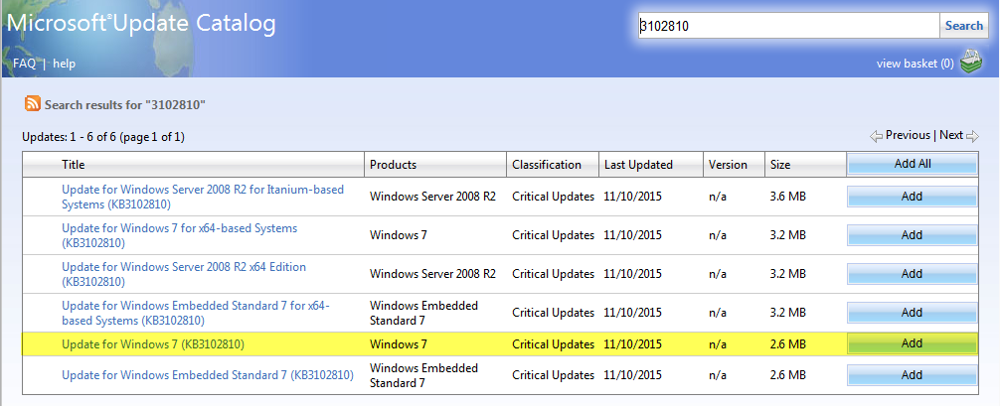 Microsoft® Update Catalog
3102810
Search
FAQ | help
view basket (0)
Search results for "3102810"
Updates: 1 - 6 of 6 (page 1 of 1)
Previous | Next
Title Products Classification Last Updated Version Size Add All
Update for Windows Server 2008 R2 for Itanium-based
Systems (KB3102810)
Windows Server 2008 R2 Critical Updates 11/10/2015 n/a 3.6 MB Add
Update for Windows 7 for x64-based Systems
(KB3102810)
Windows 7 Critical Updates 11/10/2015 n/a 3.2 MB Add
Update for Windows Server 2008 R2 x64 Edition
(KB3102810)
Windows Server 2008 R2 Critical Updates 11/10/2015 n/a 3.2 MB Add
Update for Windows Embedded Standard 7 for x64-
based Systems (KB3102810)
Windows Embedded
Standard 7
Critical Updates 11/10/2015 n/a 3.2 MB Add
Update for Windows 7 (KB3102810) Windows 7 Critical Updates 11/10/2015 n/a 2.6 MB Add
Update for Windows Embedded Standard 7 (KB3102810)
Windows Embedded
Standard 7
Critical Updates 11/10/2015 n/a 2.6 MB Add